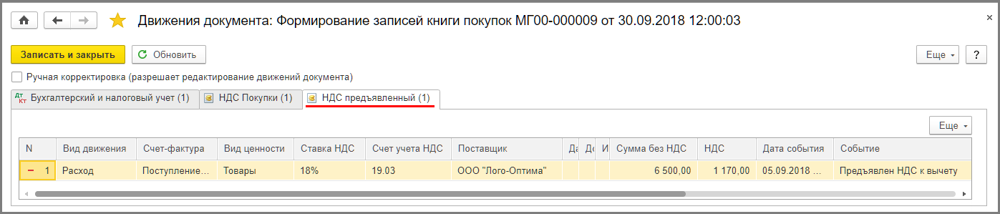 Движения документа: Формирование записей книги покупок МГ00-000009 от 30.09.2018 12:00:03
Записать и закрыть Обновить Еще ?
Ручная корректировка (разрешает редактирование движений документа)
Дт Кт Бухгалтерский и налоговый учет (1) НДС Покупки (1) НДС предъявленный (1)
Еще
N Вид движения Счет-фактура Вид ценности Ставка НДС Счет учета НДС Поставщик Да До И Сумма без НДС НДС Дата события Событие
1 Расход Поступление... Товары 18% 19.03 ООО "Лого-Оптима" 6 500,00 1 170,00 05.09.2018 ... Предъявлен НДС к вычету